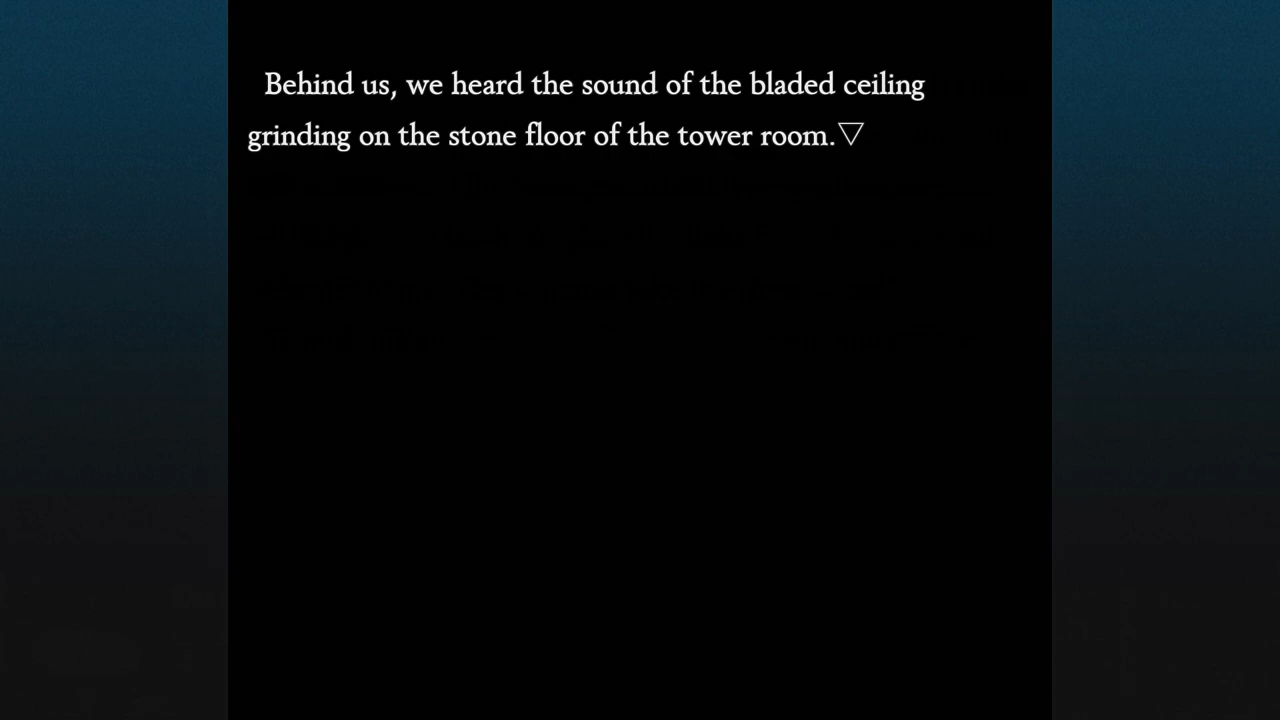 Behind us, we heard the sound of the bladed ceiling
grinding on the stone floor of the tower room.▽